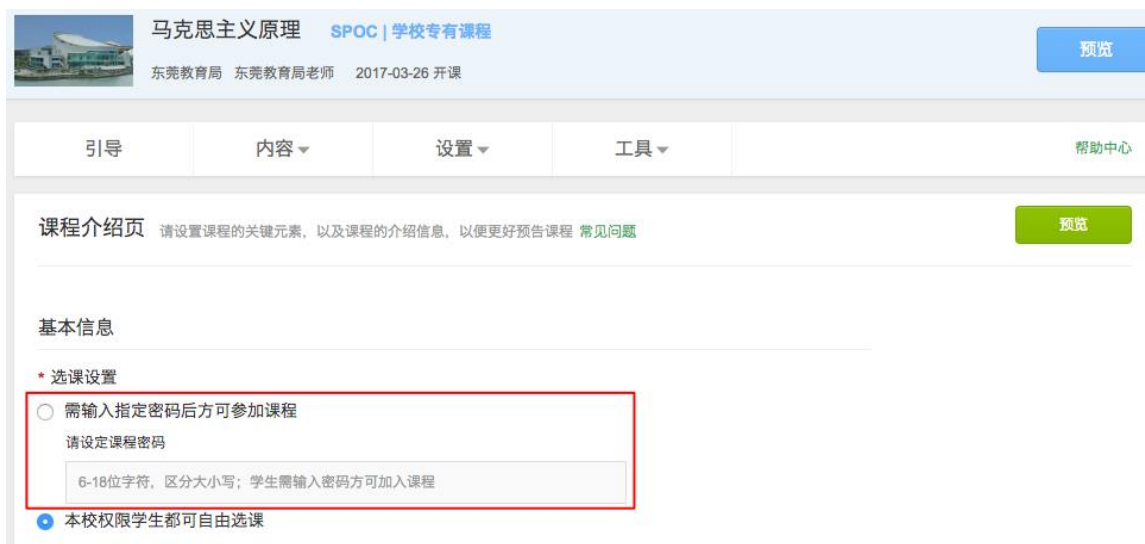 马克思主义原理 SPOC | 学校专有课程
预览
东莞教育局 东莞教育局老师 2017-03-26 开课
引导 内容 设置 工具 帮助中心
课程介绍页 请设置课程的关键元素，以及课程的介绍信息，以便更好预告课程 常见问题 预览
基本信息
* 选课设置
需输入指定密码后方可参加课程
请设定课程密码
6-18位字符，区分大小写；学生需输入密码方可加入课程
本校权限学生都可自由选课